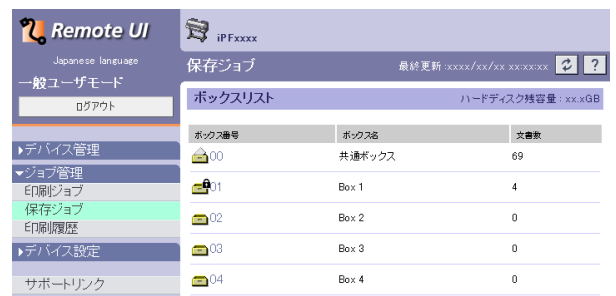 Remote UI
iPFxxxx
Japanese language
保存ジョブ
最終更新 :xxxx/xx/xx xx:xx:xx
?
一般ユーザモード
ログアウト
ボックスリスト
ハードディスク残容量 : xx.xGB
ボックス番号 ボックス名 文書数
▶デバイス管理
00 共通ボックス 69
▼ジョブ管理
印刷ジョブ
01 Box 1 4
保存ジョブ
印刷履歴
02 Box 2 0
▶デバイス設定
03 Box 3 0
サポートリンク
04 Box 4 0